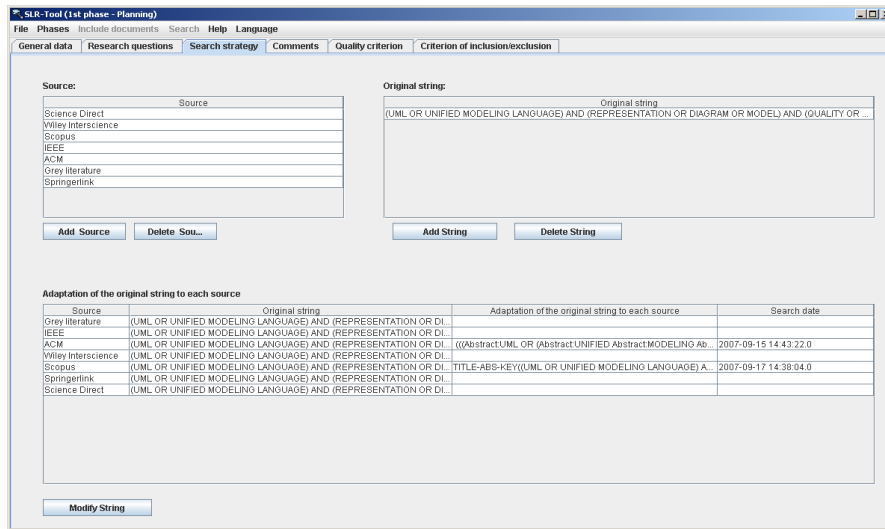 SLR-Tool (1st phase - Planning)
File Phases Include documents Search Help Language
General data Research questions Search strategy Comments Quality criterion Criterion of inclusion/exclusion
Source: Original string:
Source Original string
Science Direct (UML OR UNIFIED MODELING LANGUAGE) AND (REPRESENTATION OR DIAGRAM OR MODEL) AND (QUALITY OR ...
Wiley Interscience
Scopus
IEEE
ACM
Grey literature
Springerlink
Add Source Delete Sou... Add String Delete String
Adaptation of the original string to each source
Source Original string Adaptation of the original string to each source Search date
Grey literature (UML OR UNIFIED MODELING LANGUAGE) AND (REPRESENTATION OR DI...
IEEE (UML OR UNIFIED MODELING LANGUAGE) AND (REPRESENTATION OR DI...
ACM (UML OR UNIFIED MODELING LANGUAGE) AND (REPRESENTATION OR DI... (((Abstract:UML OR (Abstract:UNIFIED Abstract:MODELING Ab... 2007-09-15 14:43:22.0
Wiley Interscience (UML OR UNIFIED MODELING LANGUAGE) AND (REPRESENTATION OR DI...
Scopus (UML OR UNIFIED MODELING LANGUAGE) AND (REPRESENTATION OR DI... TITLE-ABS-KEY((UML OR UNIFIED MODELING LANGUAGE) A... 2007-09-17 14:38:04.0
Springerlink (UML OR UNIFIED MODELING LANGUAGE) AND (REPRESENTATION OR DI...
Science Direct (UML OR UNIFIED MODELING LANGUAGE) AND (REPRESENTATION OR DI...
Modify String